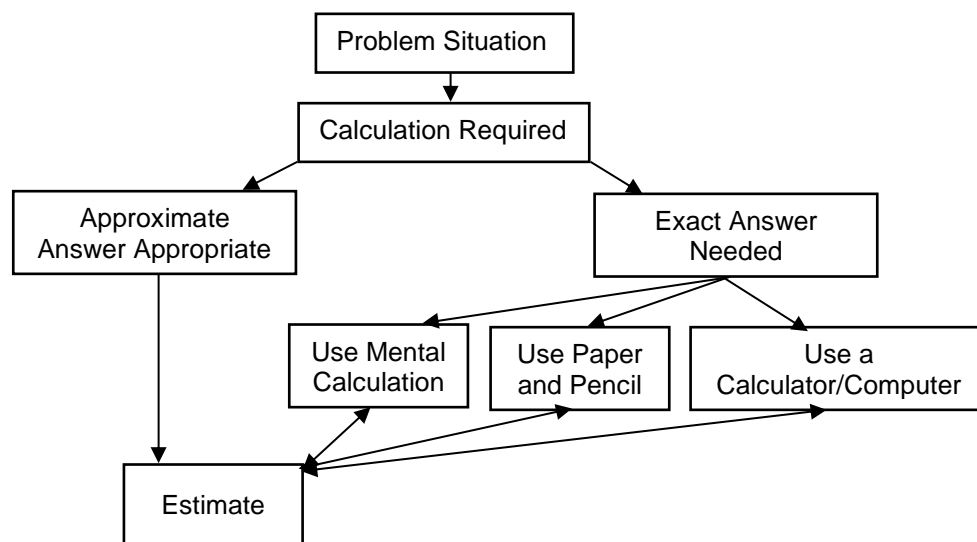 Problem Situation
Calculation Required
Approximate
Answer Appropriate
Exact Answer
Needed
Use Mental
Calculation
Use Paper
and Pencil
Use a
Calculator/Computer
Estimate